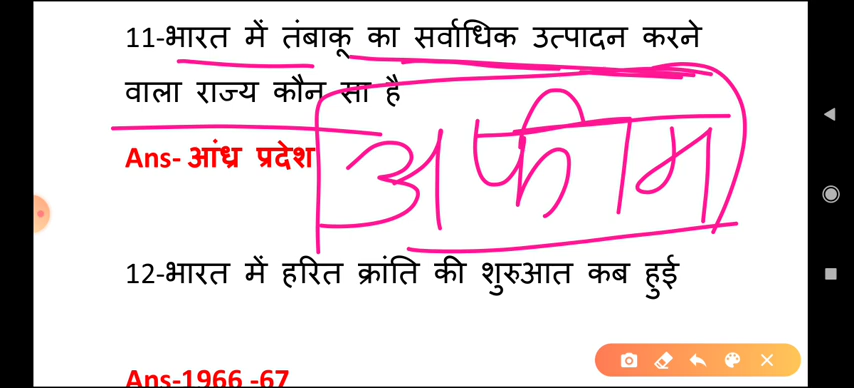 11-भारत में तंबाकू का सर्वाधिक उत्पादन करने
वाला राज्य कौन सा है
Ans- आंध्र प्रदेश
अफीम
12-भारत में हरित क्रांति की शुरुआत कब हुई
Ans-1966 -67